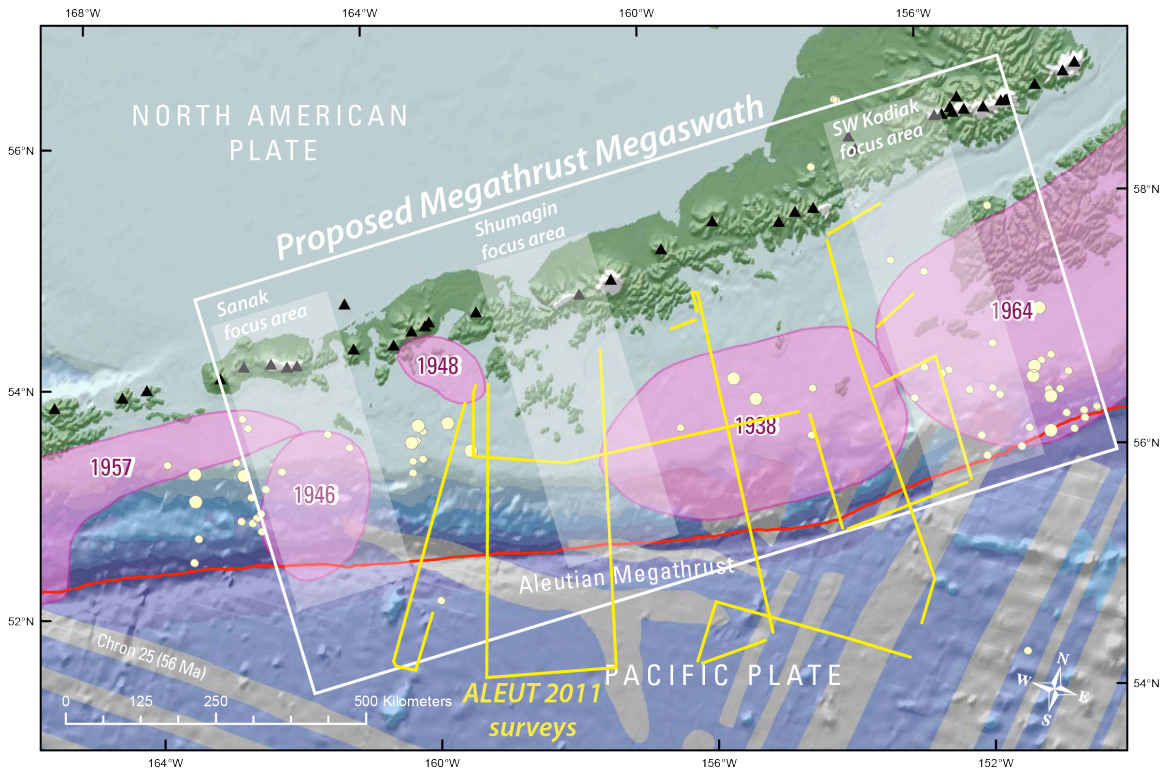 168°W
164°W
160°W
156°W
NORTH AMERICAN
PLATE
Proposed Megathrust Megaswath
SW Kodiak
focus area
56°N
58°N
Shumagin
focus area
Sanak
focus area
1964
1948
54°N
1938
56°N
1957
1946
Aleutian Megathrust
52°N
Chron 25 (56 Ma)
PACIFIC PLATE
N
W
E
S
54°N
0
125
250
500 Kilometers
ALEUT 2011
surveys
164°W
160°W
156°W
152°W